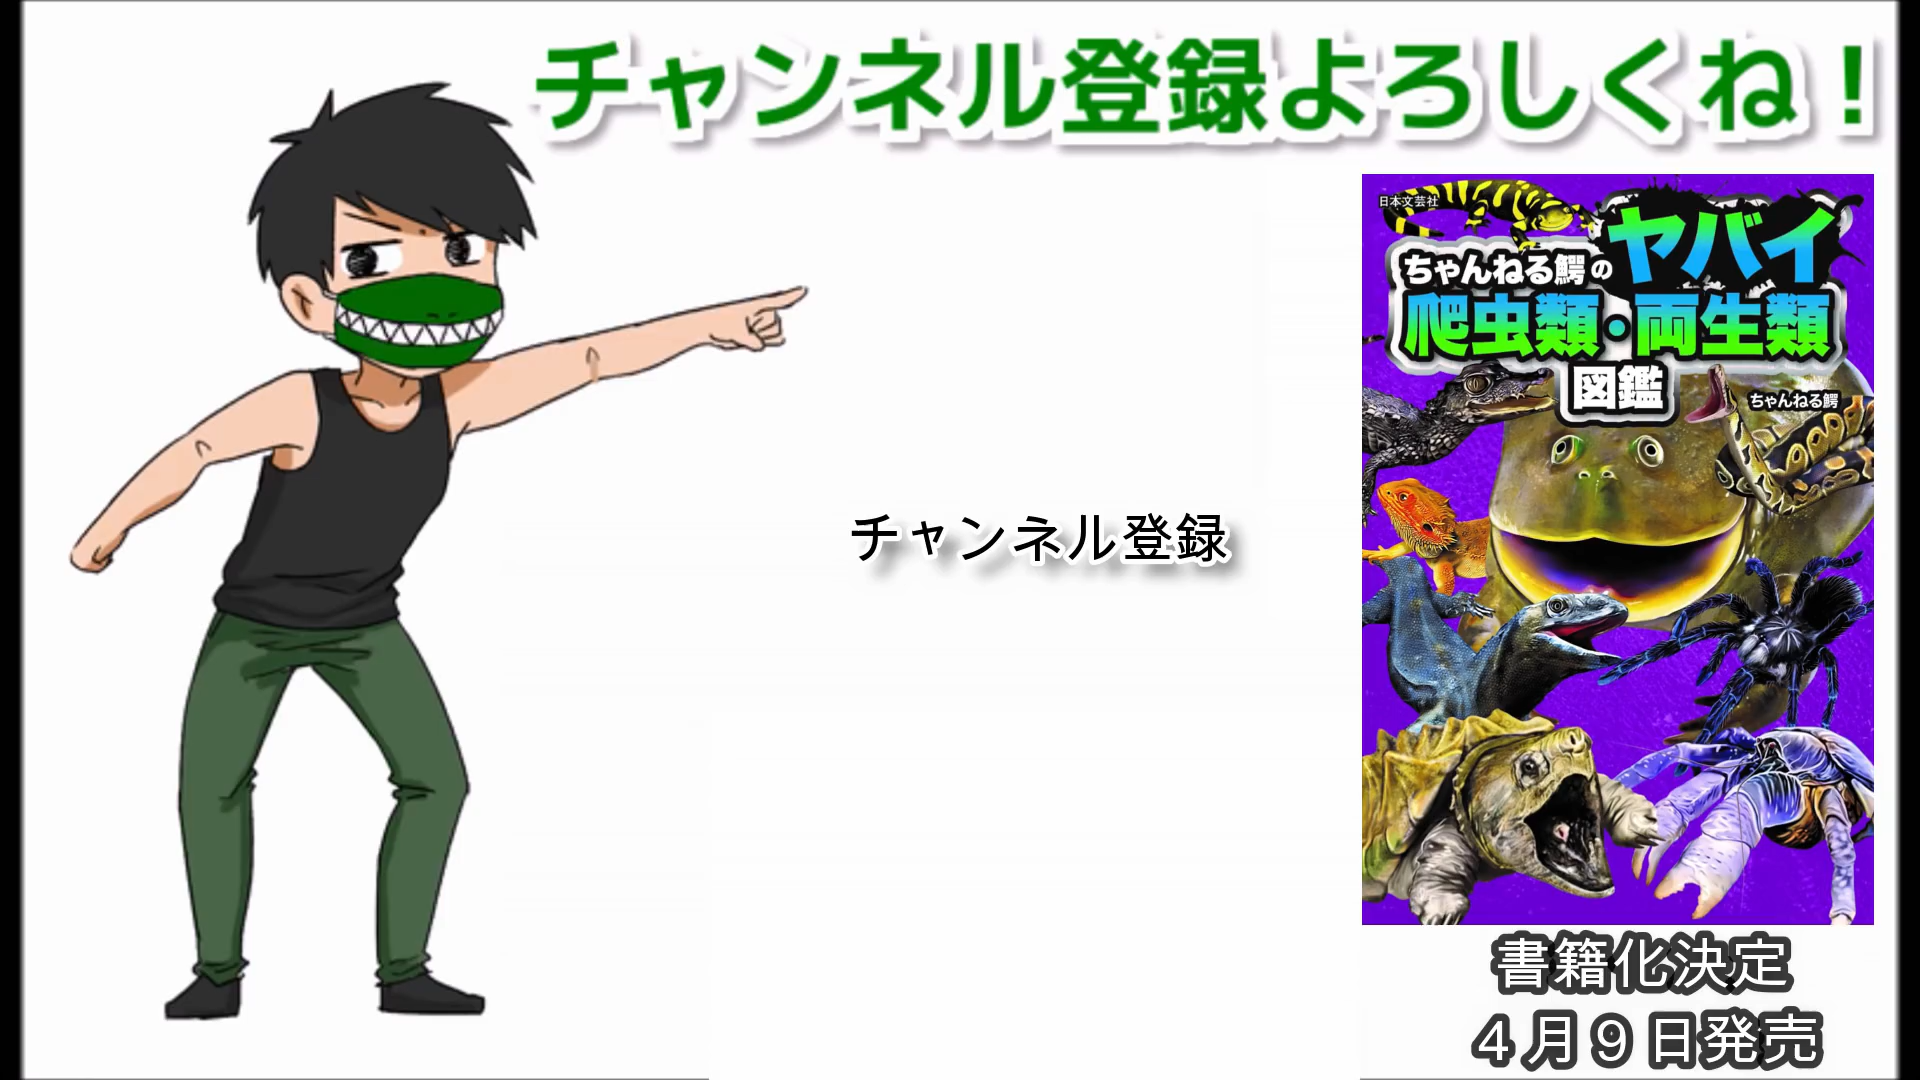 チャンネル登録よろしくね！
日本文芸社
ちゃんねる鰐のヤバイ
爬虫類・両生類
図鑑
ちゃんねる鰐
チャンネル登録
書籍化決定
４月９日発売